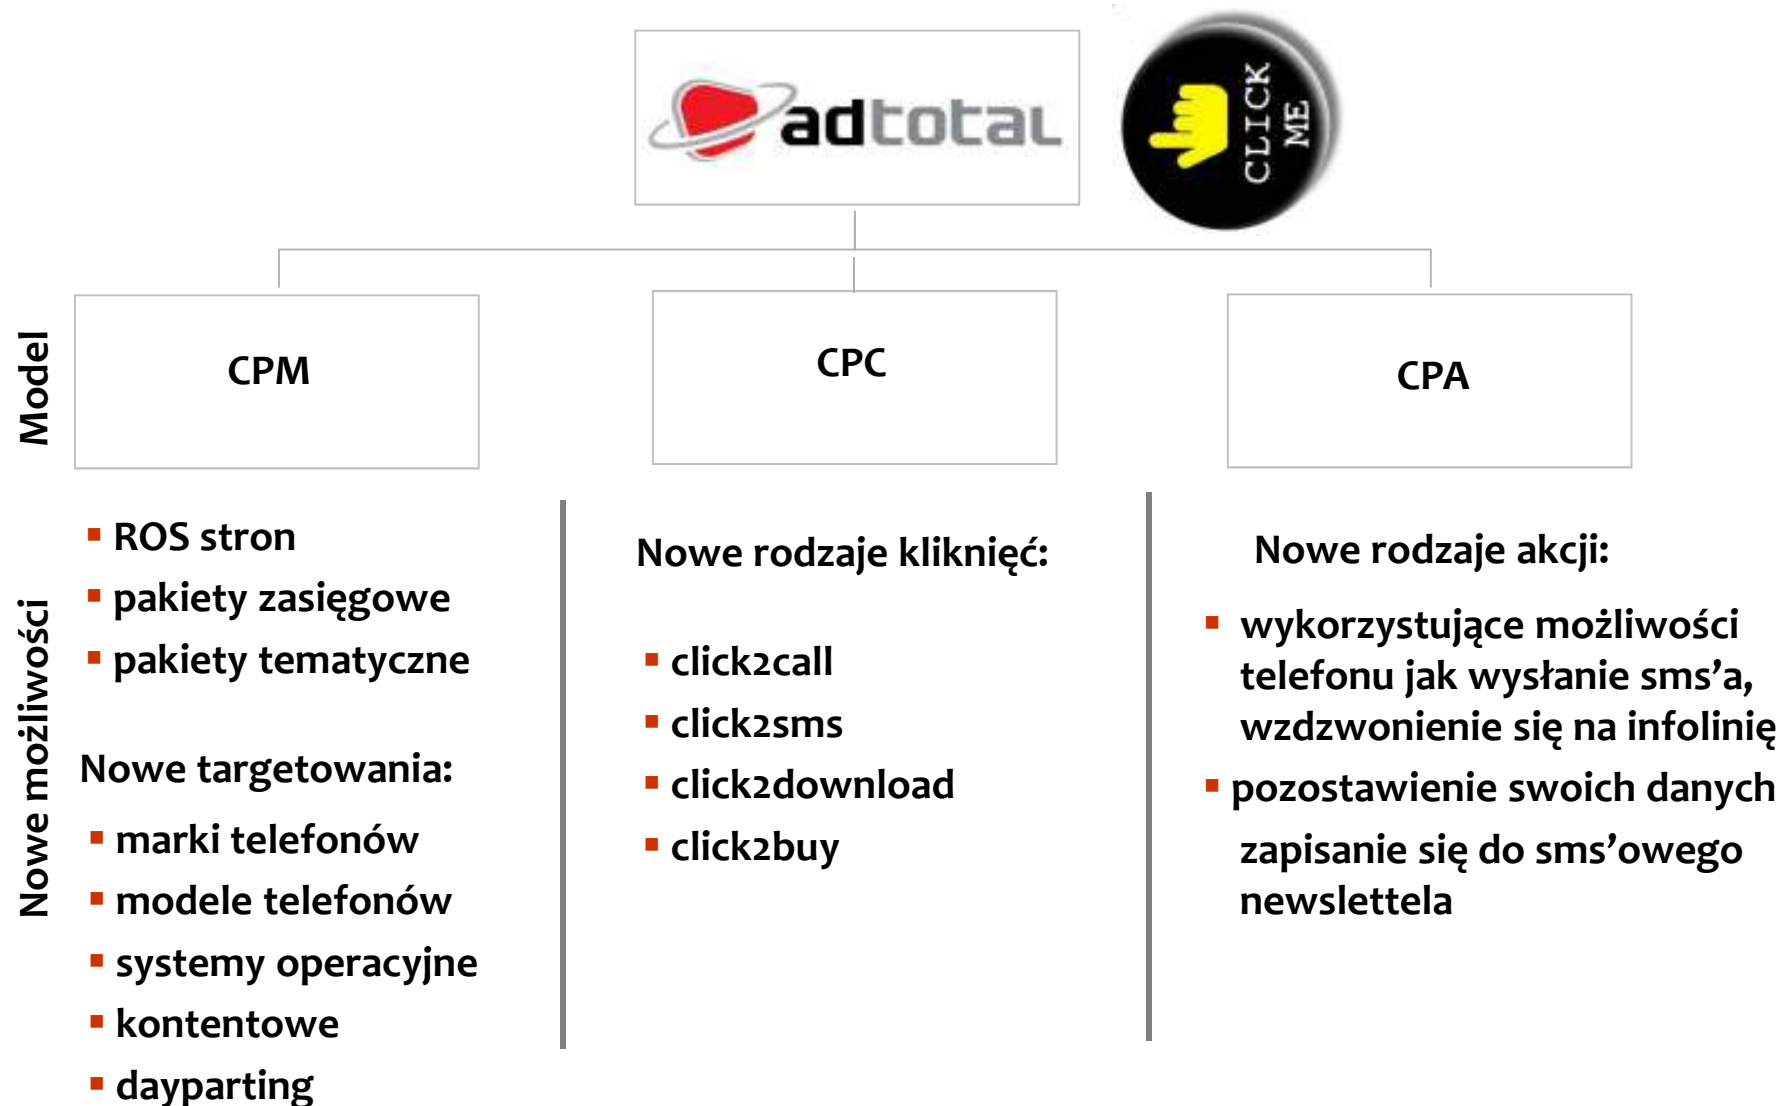 adtotal
CLICK
ME
Model
CPM
CPC
CPA
Nowe możliwości
ROS stron
pakiety zasięgowe
pakiety tematyczne
Nowe targetowania:
marki telefonów
modele telefonów
systemy operacyjne
kontentowe
dayparting
Nowe rodzaje kliknięć:
click2call
click2sms
click2download
click2buy
Nowe rodzaje akcji:
wykorzystujące możliwości
telefonu jak wysłanie sms’a,
wzdzwonienie się na infolinię
pozostawienie swoich danych
zapisanie się do sms’owego
newslettela